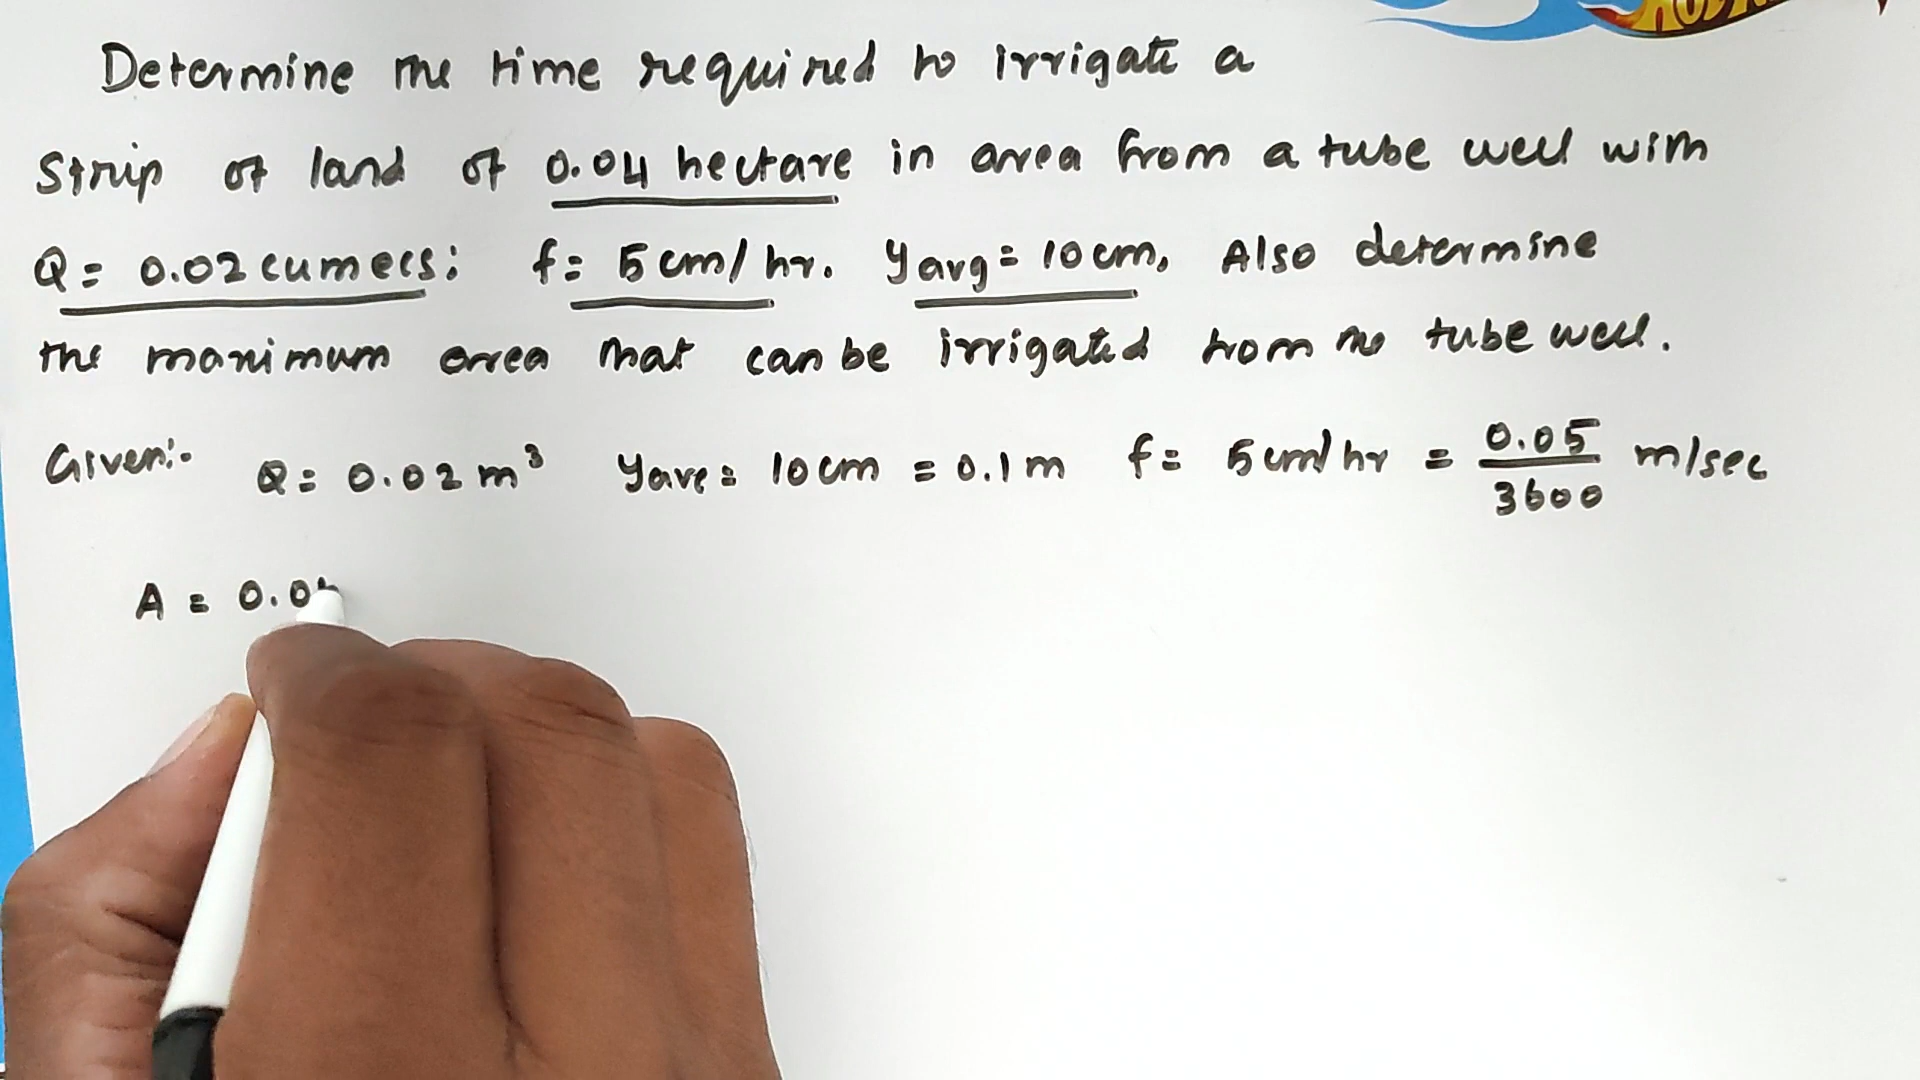 Determine the time required to irrigate a
Strip of land of 0.04 hectare in area from a tube well with
Q = 0.02 cumecs; f = 5 cm/hr. yavg = 10 cm. Also determine
the maximum area that can be irrigated from the tube well.
Given:- Q = 0.02 m³ yave = 10 cm = 0.1 m f = 5 cm/hr = 0.05/3600 m/sec
A = 0.0